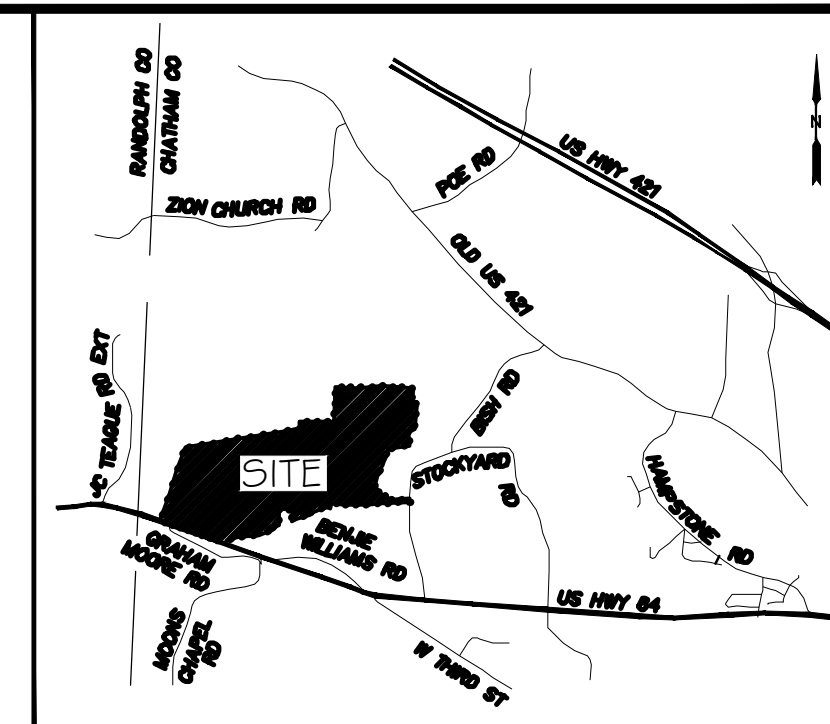 RANDOLPH CO
CHATHAM CO
N
US HWY 421
POE RD
ZION CHURCH RD
OLD US 421
JC TEAGUE RD EXT
BISH RD
SITE
STOCKYARD
RD
HAMPSTONE RD
BENJIE
WILLIAMS RD
GRAHAM
MOORE RD
US HWY 64
MOONS
CHAPEL
RD
W THIRD ST